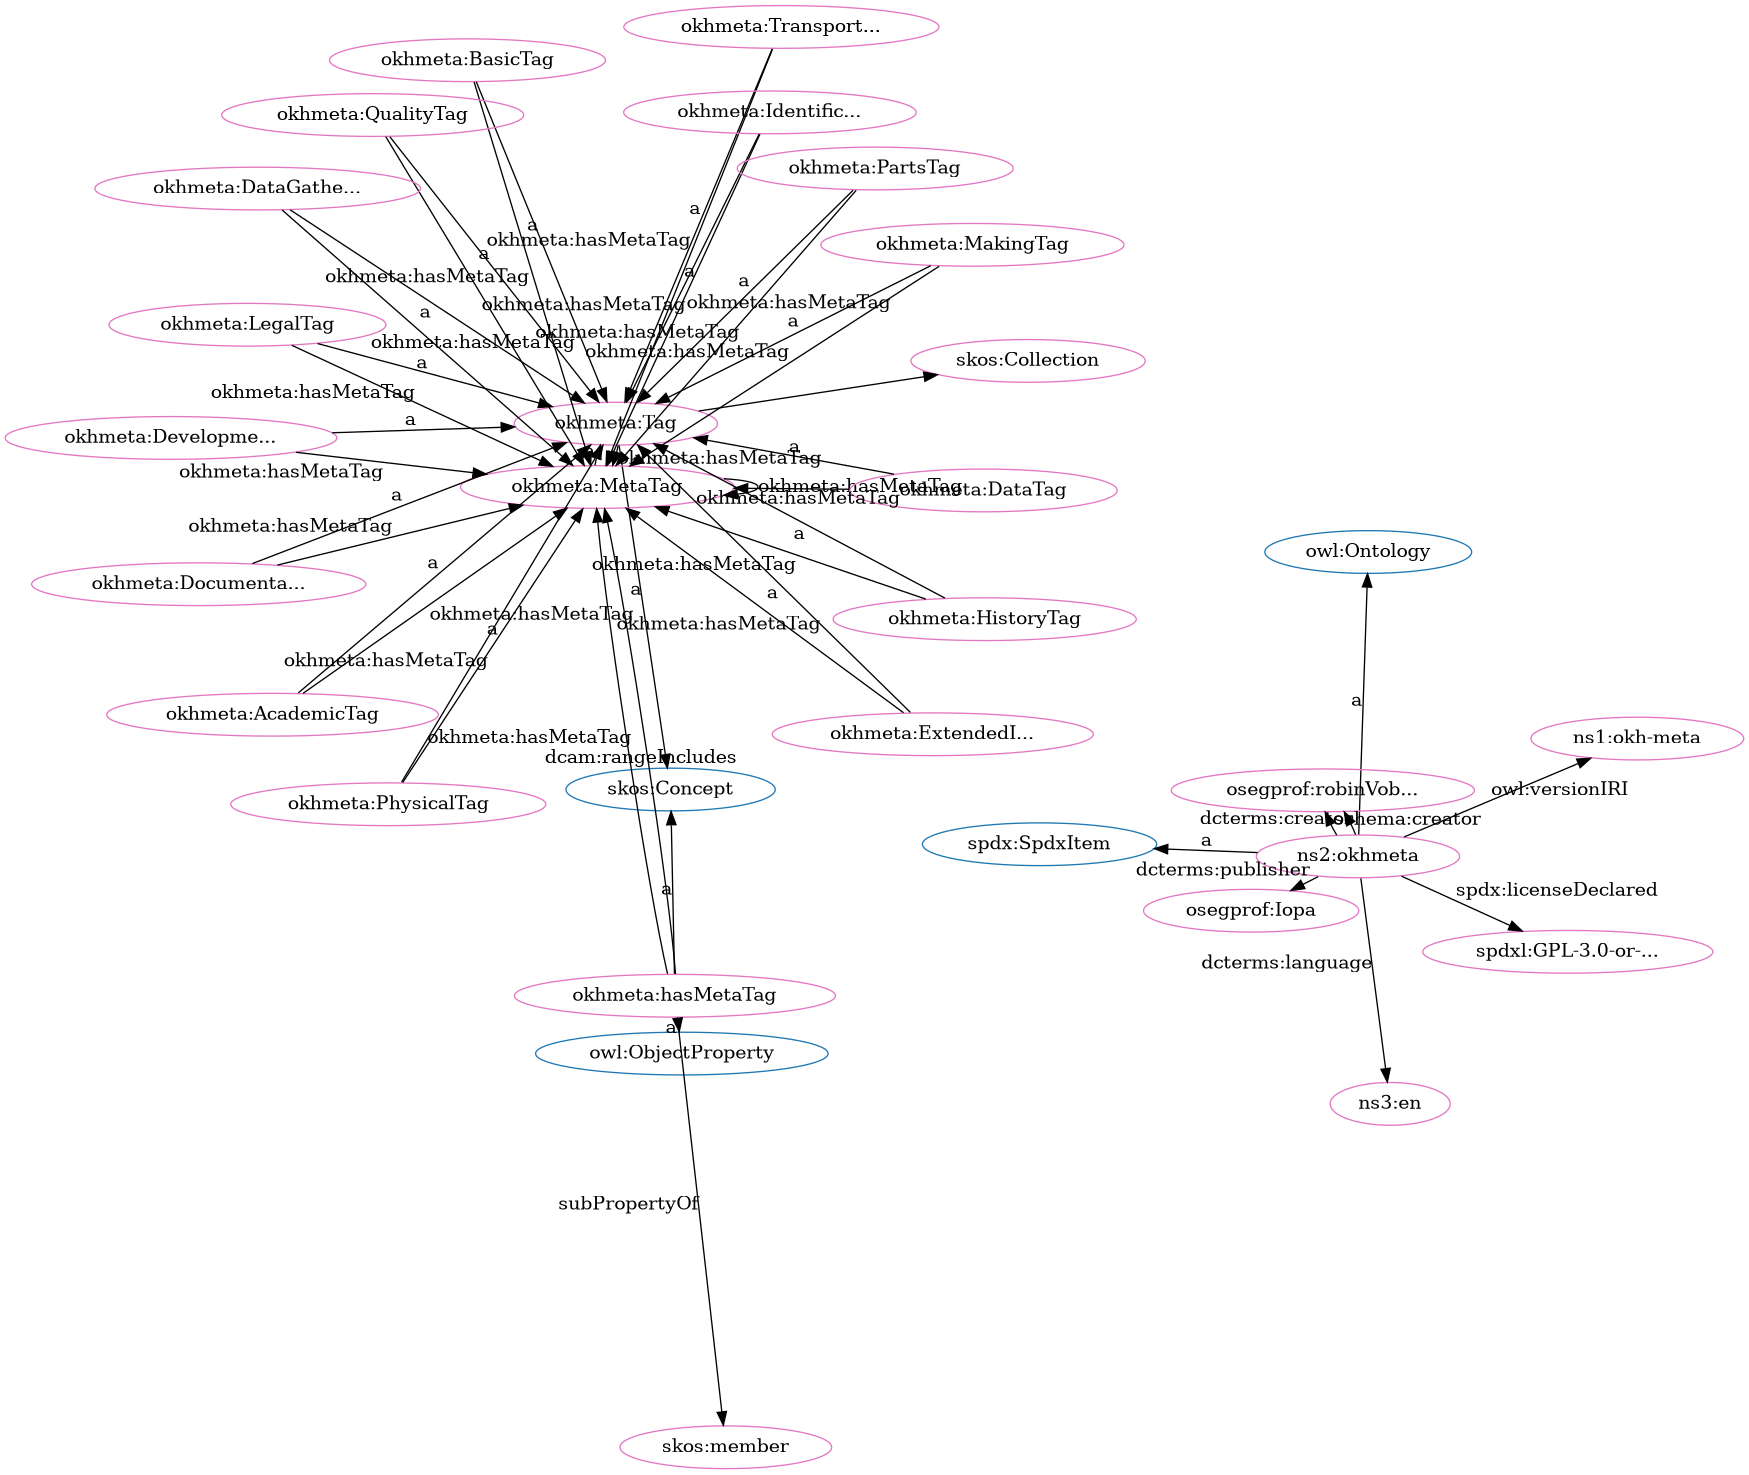 okhmeta:Transport...
okhmeta:BasicTag
okhmeta:Identific...
okhmeta:QualityTag
okhmeta:PartsTag
okhmeta:DataGathe...
a
a
okhmeta:hasMetaTag
okhmeta:MakingTag
a
a
okhmeta:hasMetaTag
a
okhmeta:hasMetaTag
okhmeta:hasMetaTag
a
okhmeta:LegalTag
a
okhmeta:hasMetaTag
okhmeta:hasMetaTag
okhmeta:hasMetaTag
a
skos:Collection
okhmeta:hasMetaTag
a
okhmeta:Tag
okhmeta:Developme...
a
okhmeta:hasMetaTag
okhmeta:hasMetaTag
okhmeta:MetaTag
okhmeta:hasMetaTag
okhmeta:DataTag
a
okhmeta:hasMetaTag
okhmeta:hasMetaTag
a
owl:Ontology
a
okhmeta:hasMetaTag
okhmeta:Documenta...
a
a
okhmeta:hasMetaTag
a
okhmeta:hasMetaTag
okhmeta:HistoryTag
okhmeta:hasMetaTag
a
okhmeta:AcademicTag
okhmeta:hasMetaTag
okhmeta:ExtendedI...
ns1:okh-meta
dcam:rangeIncludes
skos:Concept
osegprof:robinVob...
owl:versionIRI
okhmeta:PhysicalTag
dcterms:creator
schema:creator
spdx:SpdxItem
a
ns2:okhmeta
dcterms:publisher
a
spdx:licenseDeclared
osegprof:Iopa
spdxl:GPL-3.0-or-...
dcterms:language
okhmeta:hasMetaTag
a
owl:ObjectProperty
ns3:en
subPropertyOf
skos:member